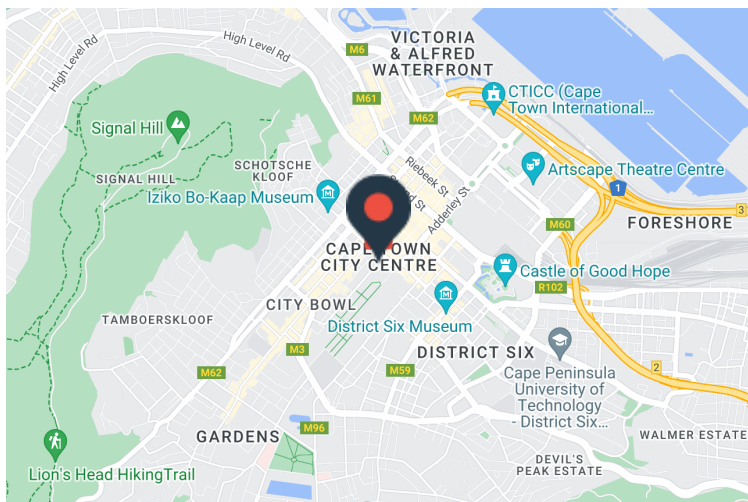 High Level Rd
High Level Rd
M6
VICTORIA
& ALFRED
WATERFRONT
M61
M62
CTICC (Cape
Town International...
Signal Hill
SIGNAL HILL
SCHOTSCHE
KLOOF
Riebeek St
Artscape Theatre Centre
Iziko Bo-Kaap Museum
Adderley St
1
3
M60
FORESHORE
CAPE TOWN
CITY CENTRE
Castle of Good Hope
R102
CITY BOWL
TAMBOERSKLOOF
District Six Museum
M3
DISTRICT SIX
M62
M59
2
Cape Peninsula
University of
Technology
- District Six...
GARDENS
M96
WALMER ESTATE
Lion's Head HikingTrail
DEVIL'S
PEAK ESTATE